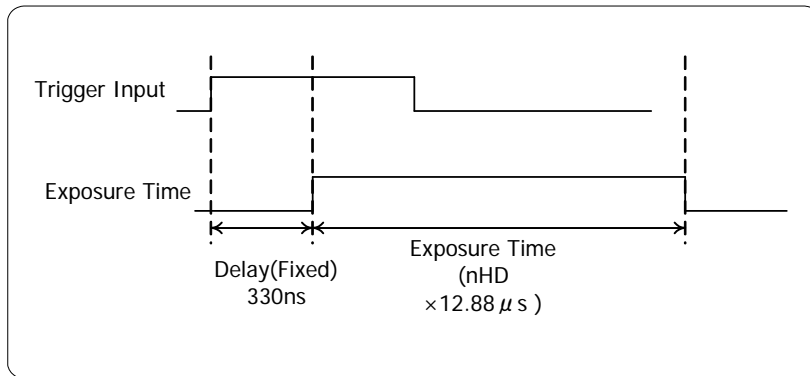 Trigger Input
Exposure Time
Delay(Fixed)
330ns
Exposure Time
(nHD
×12.88μs)